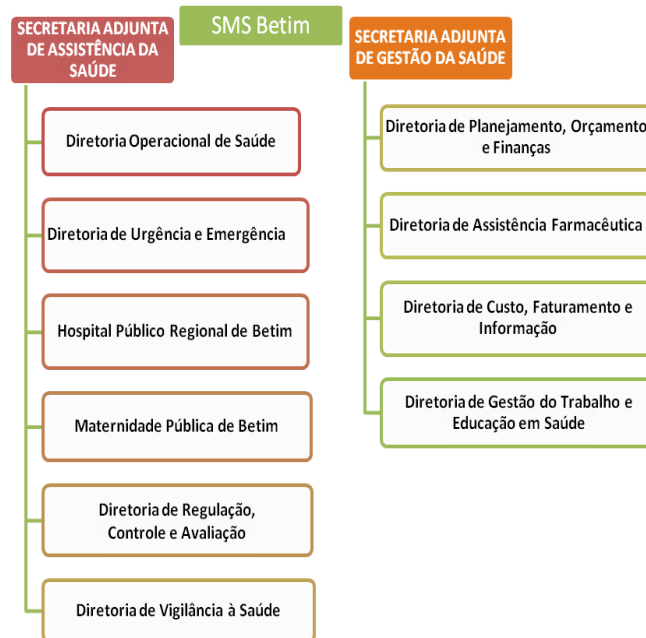 SMS Betim
SECRETARIA ADJUNTA
DE ASSISTÊNCIA DA
SAÚDE
Diretoria Operacional de Saúde
Diretoria de Urgência e Emergência
Hospital Público Regional de Betim
Maternidade Pública de Betim
Diretoria de Regulação,
Controle e Avaliação
Diretoria de Vigilância à Saúde
SECRETARIA ADJUNTA
DE GESTÃO DA SAÚDE
Diretoria de Planejamento, Orçamento
e Finanças
Diretoria de Assistência Farmacêutica
Diretoria de Custo, Faturamento e
Informação
Diretoria de Gestão do Trabalho e
Educação em Saúde